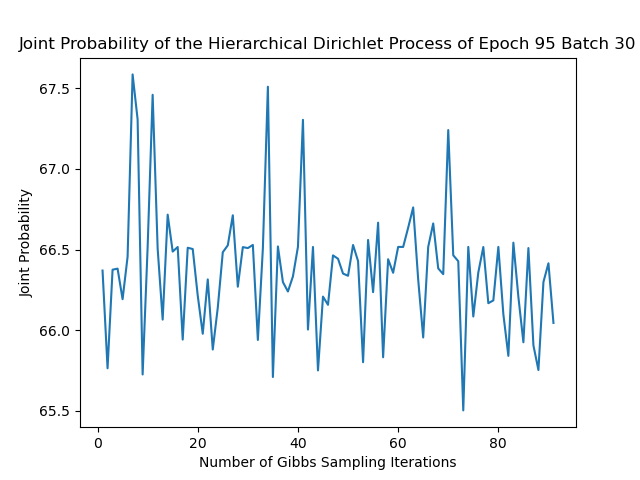 Joint Probability of the Hierarchical Dirichlet Process of Epoch 95 Batch 30
67.5
67.0
66.5
66.0
65.5
Joint Probability
0 20 40 60 80
Number of Gibbs Sampling Iterations